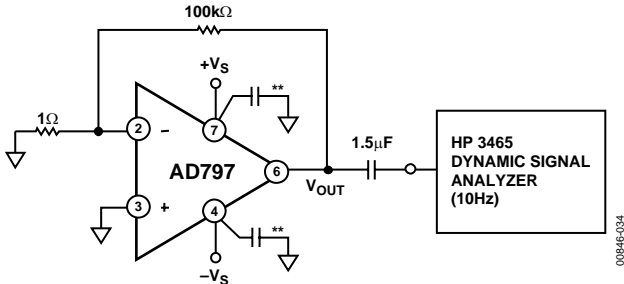 100kΩ
+VS
**
1Ω
2
−
7
1.5µF
HP 3465
DYNAMIC SIGNAL
ANALYZER
(10Hz)
AD797
6
VOUT
3
+
4
**
−VS
00846-034